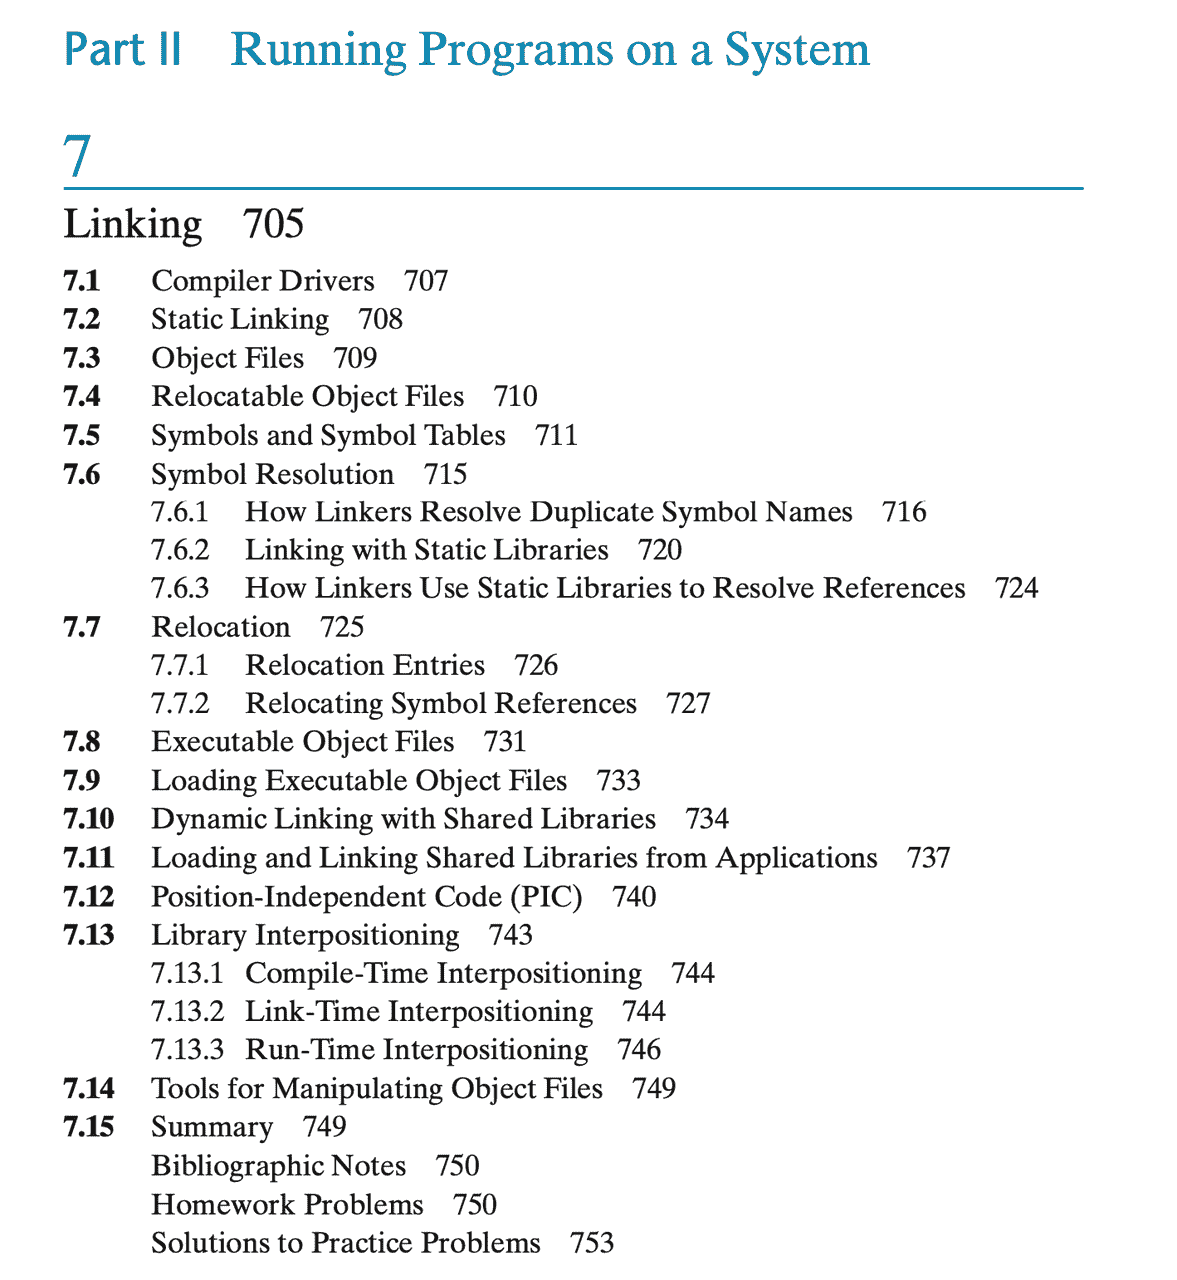 Part II Running Programs on a System
7
Linking 705
7.1 Compiler Drivers 707
7.2 Static Linking 708
7.3 Object Files 709
7.4 Relocatable Object Files 710
7.5 Symbols and Symbol Tables 711
7.6 Symbol Resolution 715
7.6.1 How Linkers Resolve Duplicate Symbol Names 716
7.6.2 Linking with Static Libraries 720
7.6.3 How Linkers Use Static Libraries to Resolve References 724
7.7 Relocation 725
7.7.1 Relocation Entries 726
7.7.2 Relocating Symbol References 727
7.8 Executable Object Files 731
7.9 Loading Executable Object Files 733
7.10 Dynamic Linking with Shared Libraries 734
7.11 Loading and Linking Shared Libraries from Applications 737
7.12 Position-Independent Code (PIC) 740
7.13 Library Interpositioning 743
7.13.1 Compile-Time Interpositioning 744
7.13.2 Link-Time Interpositioning 744
7.13.3 Run-Time Interpositioning 746
7.14 Tools for Manipulating Object Files 749
7.15 Summary 749
Bibliographic Notes 750
Homework Problems 750
Solutions to Practice Problems 753